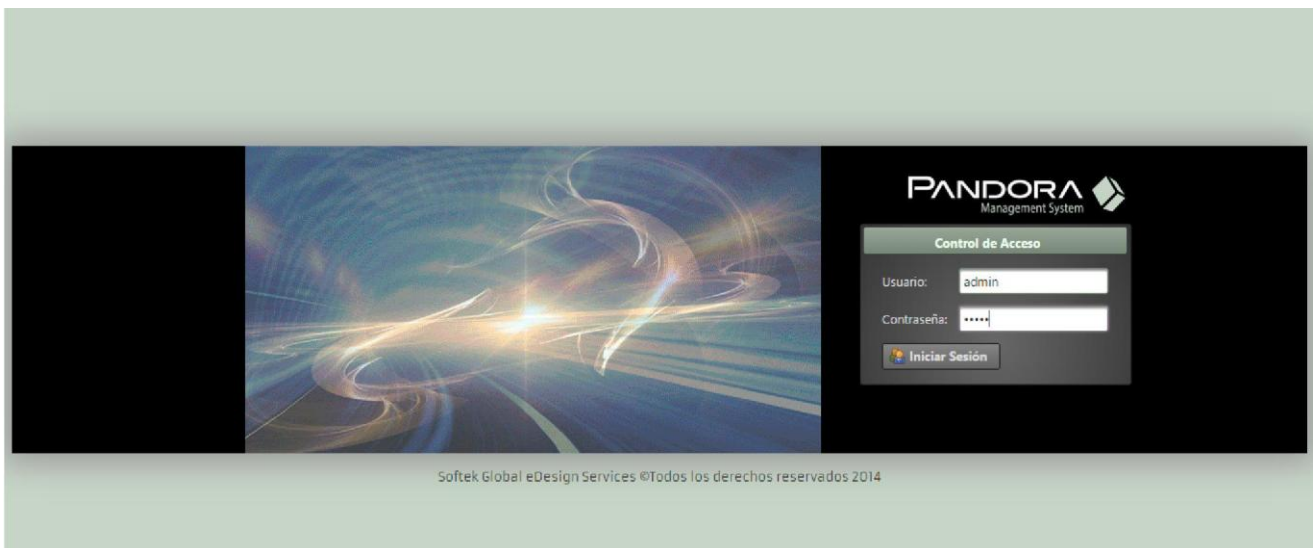 PANDORA
Management System
Control de Acceso
Usuario: admin
Contraseña: •••••
Iniciar Sesión
Softek Global eDesign Services ©Todos los derechos reservados 2014